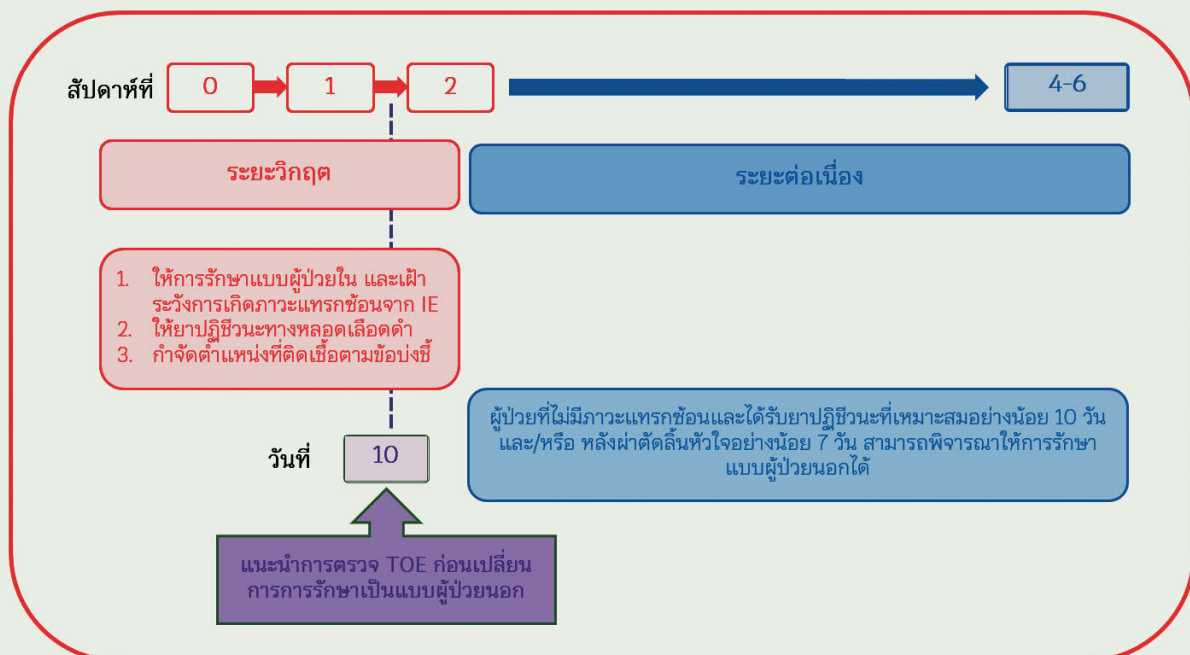 สัปดาห์ที่ 0 1 2 4-6
ระยะวิกฤต
ระยะต่อเนื่อง
1. ให้การรักษาแบบผู้ป่วยใน และเฝ้า
ระวังการเกิดภาวะแทรกซ้อนจาก IE
2. ให้ยาปฏิชีวนะทางหลอดเลือดดำ
3. กำจัดตำแหน่งที่ติดเชื้อตามข้อบ่งชี้
ผู้ป่วยที่ไม่มีภาวะแทรกซ้อนและได้รับยาปฏิชีวนะที่เหมาะสมอย่างน้อย 10 วัน
และ/หรือ หลังผ่าตัดลิ้นหัวใจอย่างน้อย 7 วัน สามารถพิจารณาให้การรักษา
แบบผู้ป่วยนอกได้
วันที่ 10
แนะนำการตรวจ TOE ก่อนเปลี่ยน
การการรักษาเป็นแบบผู้ป่วยนอก